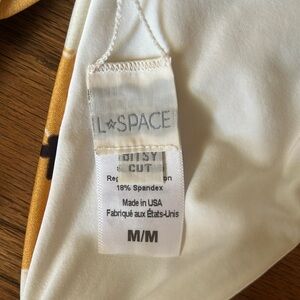 L*SPACE
BITSY
CUT
18% Spandex
Made in USA
Fabriqué aux États-Unis
M/M